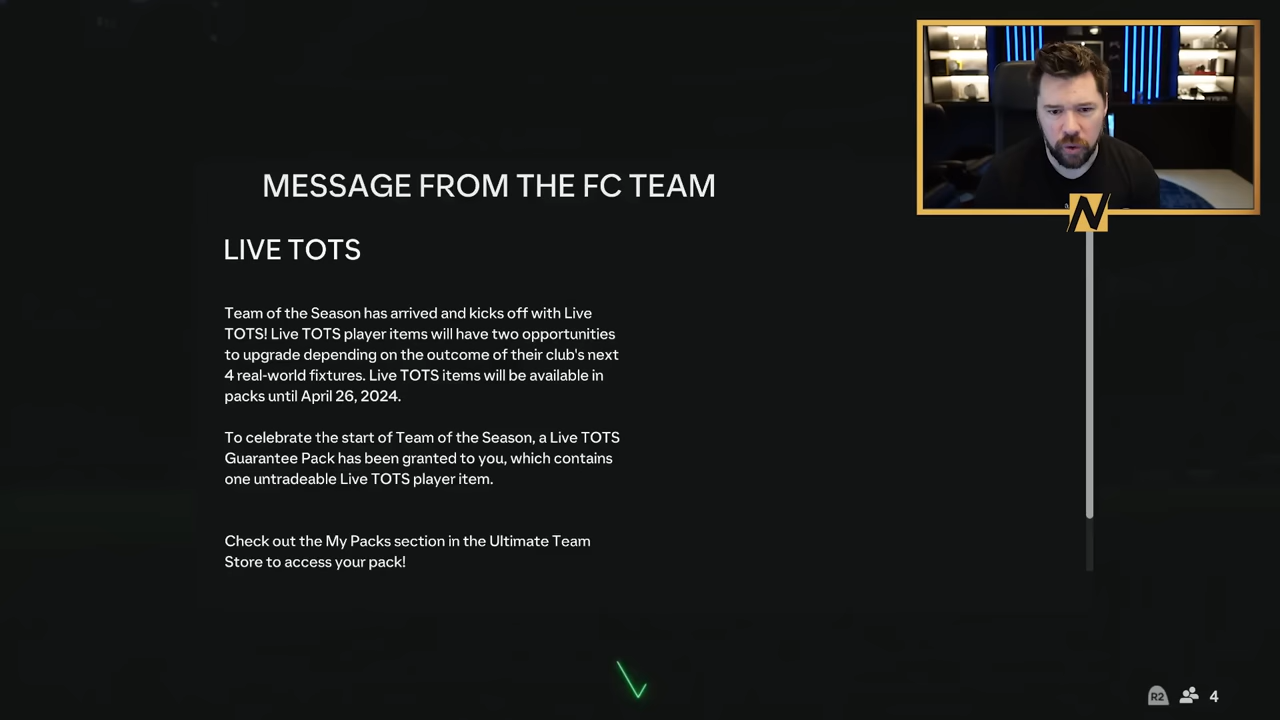 MESSAGE FROM THE FC TEAM
LIVE TOTS
Team of the Season has arrived and kicks off with Live
TOTS! Live TOTS player items will have two opportunities
to upgrade depending on the outcome of their club's next
4 real-world fixtures. Live TOTS items will be available in
packs until April 26, 2024.
To celebrate the start of Team of the Season, a Live TOTS
Guarantee Pack has been granted to you, which contains
one untradeable Live TOTS player item.
Check out the My Packs section in the Ultimate Team
Store to access your pack!
N
R2 4